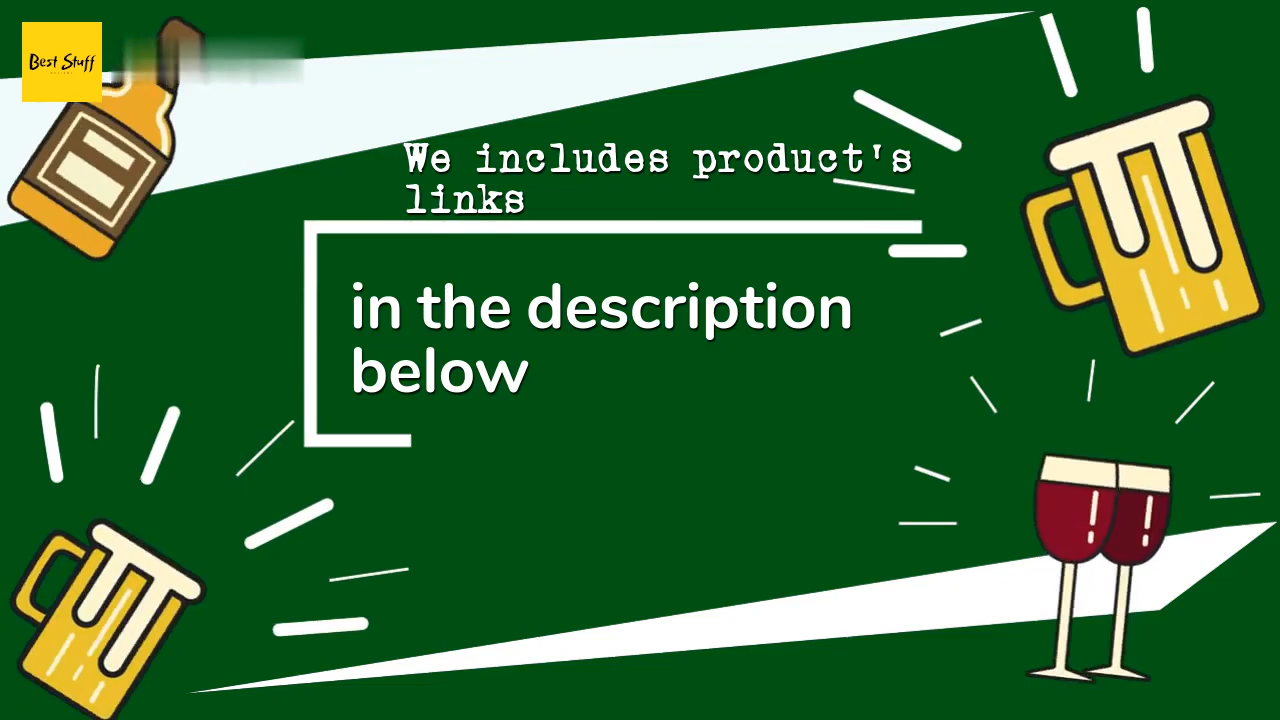 Best Stuff
We includes product's
links
in the description
below